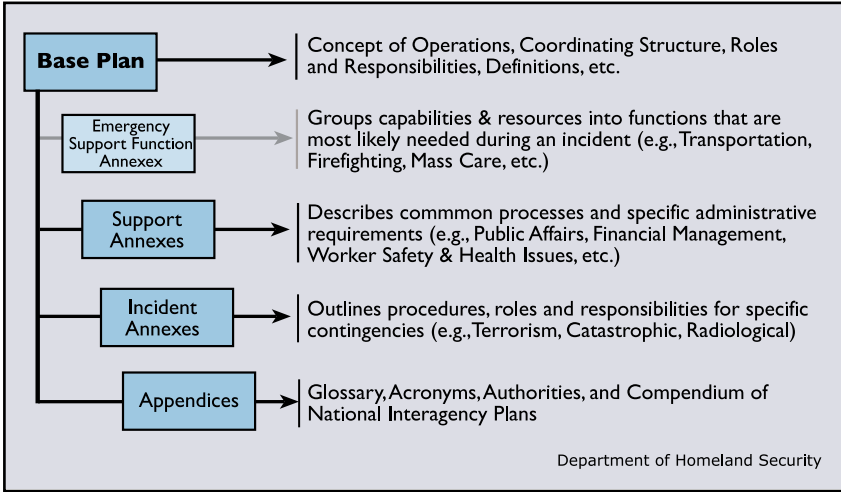 Base Plan
Concept of Operations, Coordinating Structure, Roles
and Responsibilities, Definitions, etc.
Emergency
Support Function
Annexex
Groups capabilities & resources into functions that are
most likely needed during an incident (e.g., Transportation,
Firefighting, Mass Care, etc.)
Support
Annexes
Describes commmon processes and specific administrative
requirements (e.g., Public Affairs, Financial Management,
Worker Safety & Health Issues, etc.)
Incident
Annexes
Outlines procedures, roles and responsibilities for specific
contingencies (e.g., Terrorism, Catastrophic, Radiological)
Appendices
Glossary, Acronyms, Authorities, and Compendium of
National Interagency Plans
Department of Homeland Security